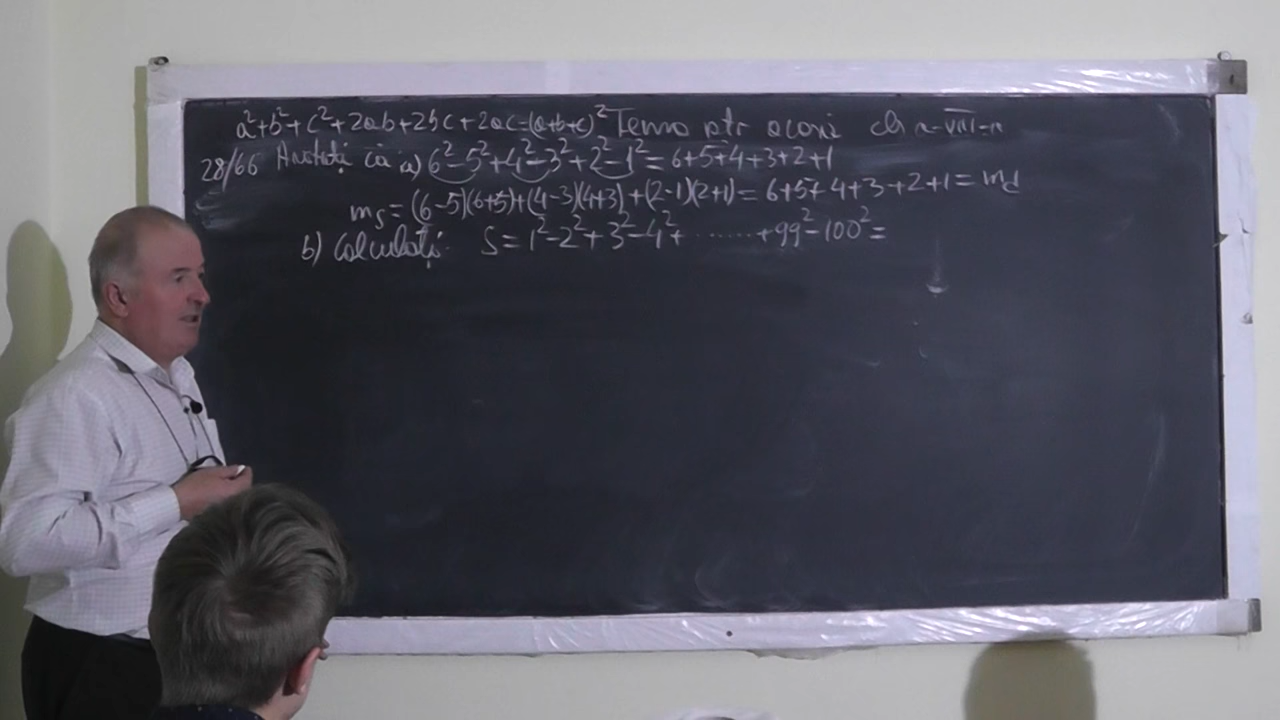 a²+b²+c²+2ab+2bc+2ac=(a+b+c)² Tema ptr acasă cls a-VIII-a
28/66 Arătați că a) 6²-5²+4²-3²+2²-1²=6+5+4+3+2+1
ms=(6-5)(6+5)+(4-3)(4+3)+(2-1)(2+1)=6+5+4+3+2+1=md
b) Calculați S=1²-2²+3²-4²+.......+99²-100²=